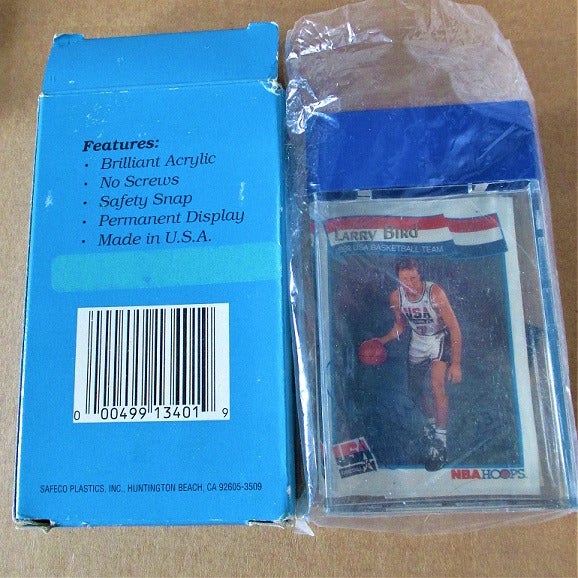 Features:
· Brilliant Acrylic
· No Screws
· Safety Snap
· Permanent Display
· Made in U.S.A.
0 00499 13401 9
SAFECO PLASTICS, INC., HUNTINGTON BEACH, CA 92605-3509
LARRY BIRD
USA BASKETBALL TEAM
USA
USA
NBA HOOPS